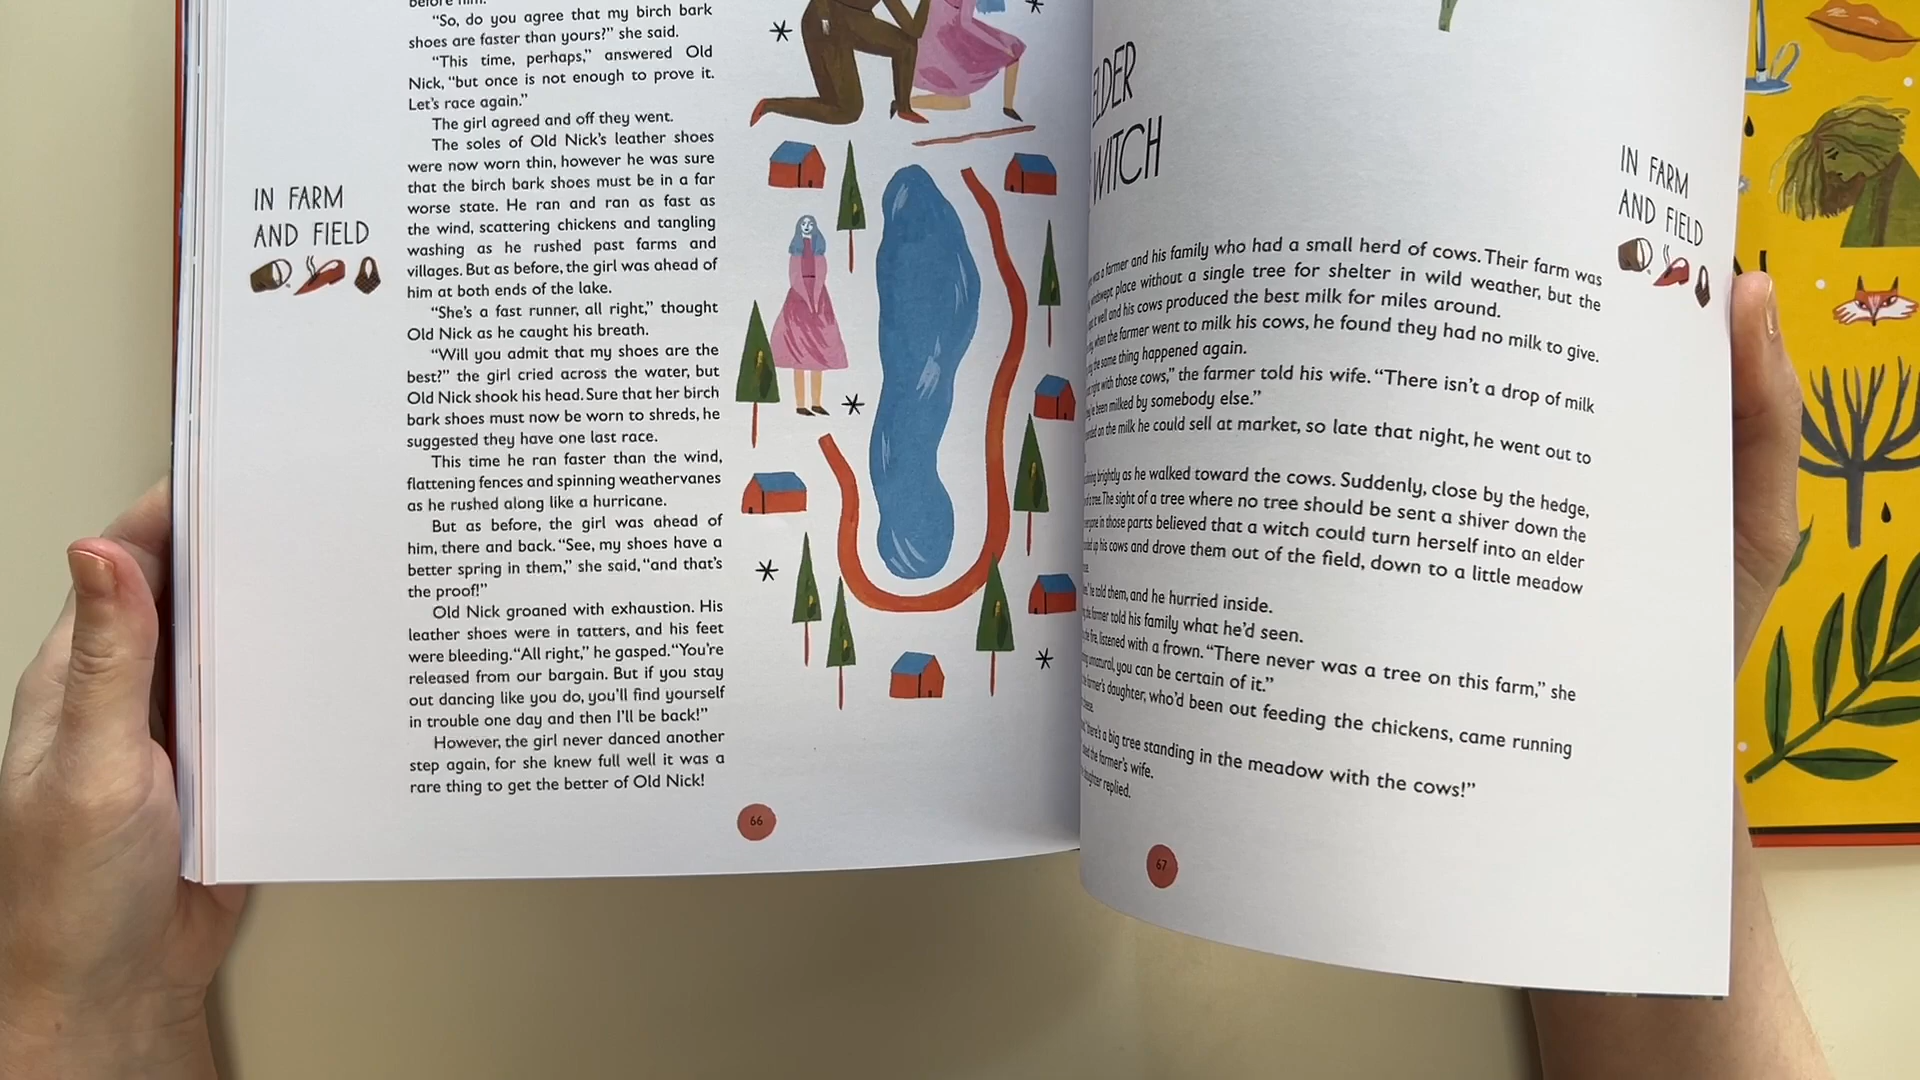 before him.
“So, do you agree that my birch bark
shoes are faster than yours?” she said.
“This time, perhaps,” answered Old
Nick, “but once is not enough to prove it.
Let’s race again.”
The girl agreed and off they went.
The soles of Old Nick’s leather shoes
were now worn thin, however he was sure
that the birch bark shoes must be in a far
worse state. He ran and ran as fast as
the wind, scattering chickens and tangling
washing as he rushed past farms and
villages. But as before, the girl was ahead of
him at both ends of the lake.
“She’s a fast runner, all right,” thought
Old Nick as he caught his breath.
“Will you admit that my shoes are the
best?” the girl cried across the water, but
Old Nick shook his head. Sure that her birch
bark shoes must now be worn to shreds, he
suggested they have one last race.
This time he ran faster than the wind,
flattening fences and spinning weathervanes
as he rushed along like a hurricane.
But as before, the girl was ahead of
him, there and back. “See, my shoes have a
better spring in them,” she said, “and that’s
the proof!”
Old Nick groaned with exhaustion. His
leather shoes were in tatters, and his feet
were bleeding. “All right,” he gasped. “You’re
released from our bargain. But if you stay
out dancing like you do, you’ll find yourself
in trouble one day and then I’ll be back!”
However, the girl never danced another
step again, for she knew full well it was a
rare thing to get the better of Old Nick!
IN FARM
AND FIELD
66
ELDER
WITCH
was a farmer and his family who had a small herd of cows. Their farm was
windswept place without a single tree for shelter in wild weather, but the
well and his cows produced the best milk for miles around.
when the farmer went to milk his cows, he found they had no milk to give.
the same thing happened again.
right with those cows,” the farmer told his wife. “There isn’t a drop of milk
been milked by somebody else.”
on the milk he could sell at market, so late that night, he went out to
brightly as he walked toward the cows. Suddenly, close by the hedge,
of a tree. The sight of a tree where no tree should be sent a shiver down the
in those parts believed that a witch could turn herself into an elder
up his cows and drove them out of the field, down to a little meadow
he told them, and he hurried inside.
the farmer told his family what he’d seen.
the fire, listened with a frown. “There never was a tree on this farm,” she
unnatural, you can be certain of it.”
the farmer’s daughter, who’d been out feeding the chickens, came running
“there’s a big tree standing in the meadow with the cows!”
the farmer’s wife.
daughter replied.
IN FARM
AND FIELD
67